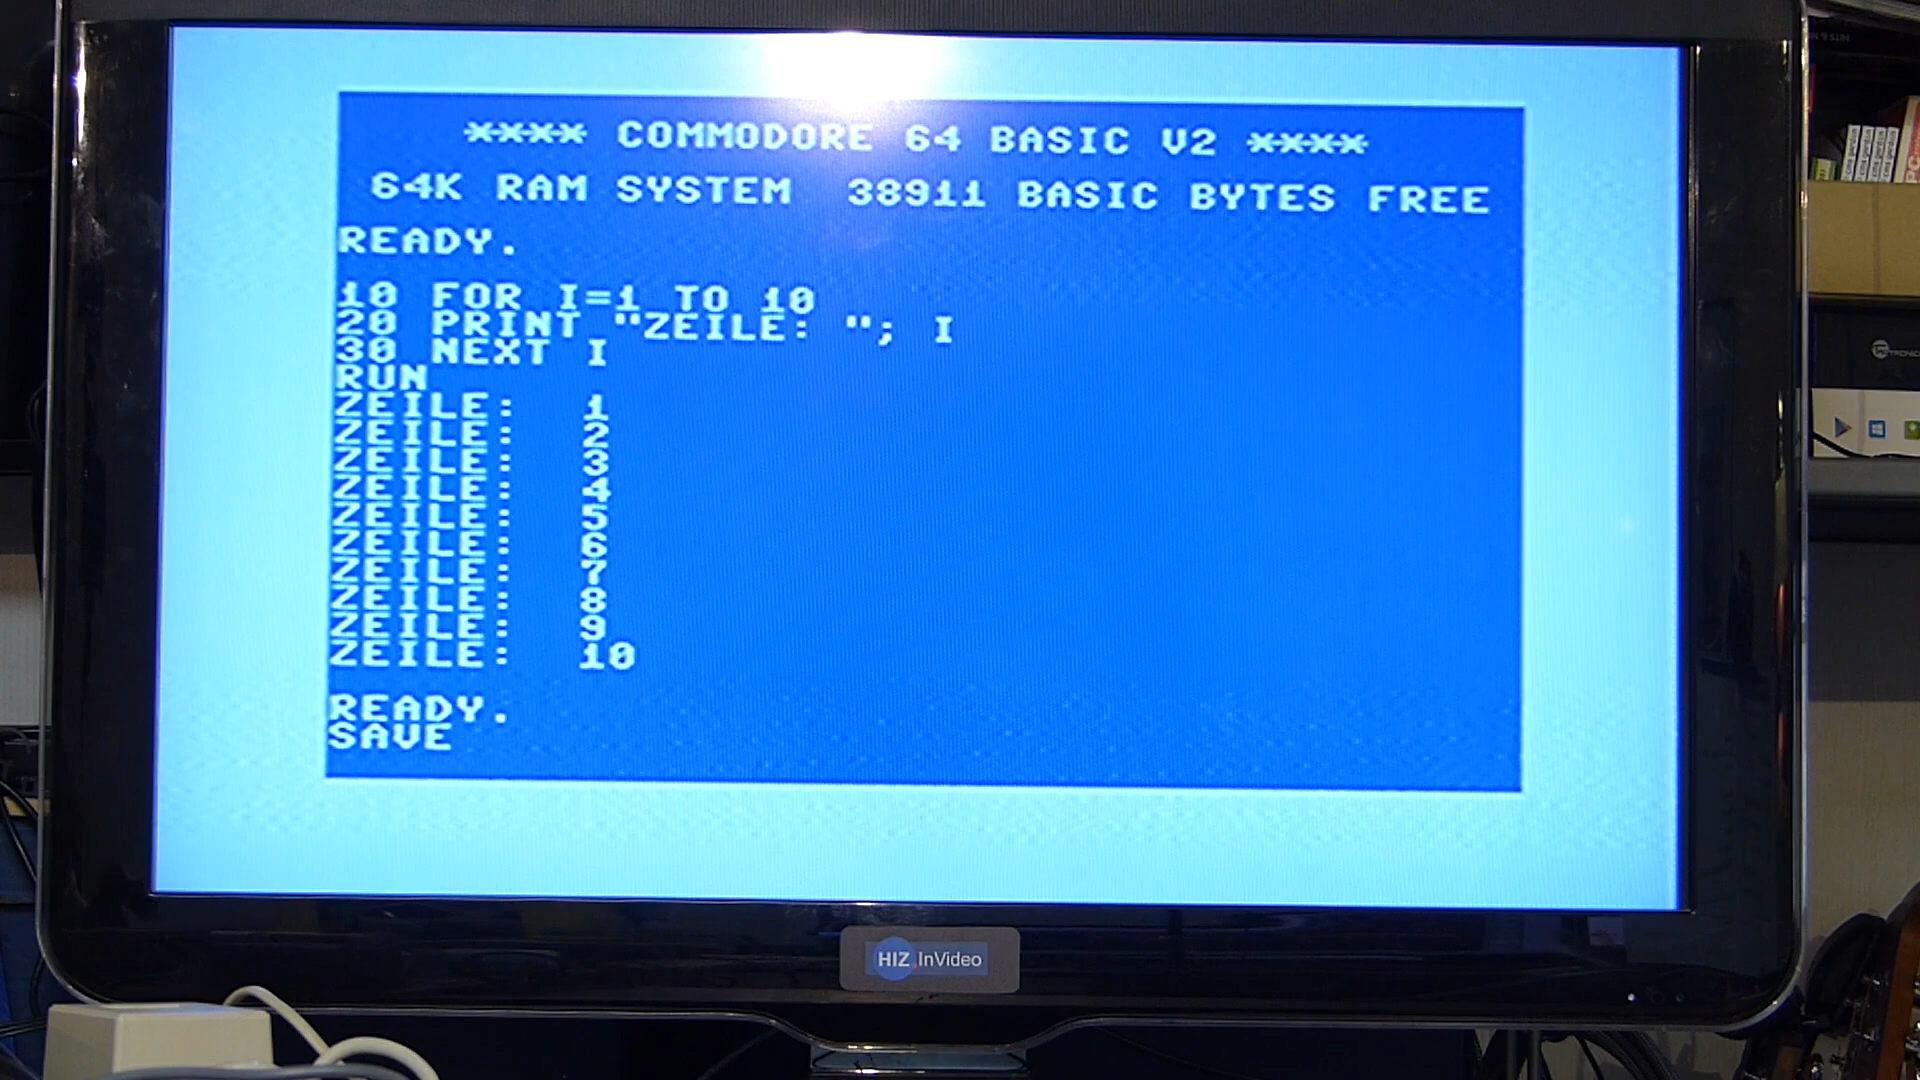 **** COMMODORE 64 BASIC V2 ****
64K RAM SYSTEM  38911 BASIC BYTES FREE
READY.
10 FOR I=1 TO 10
20 PRINT "ZEILE: "; I
30 NEXT I
RUN
ZEILE:  1
ZEILE:  2
ZEILE:  3
ZEILE:  4
ZEILE:  5
ZEILE:  6
ZEILE:  7
ZEILE:  8
ZEILE:  9
ZEILE:  10
READY.
SAVE
HIZ InVideo